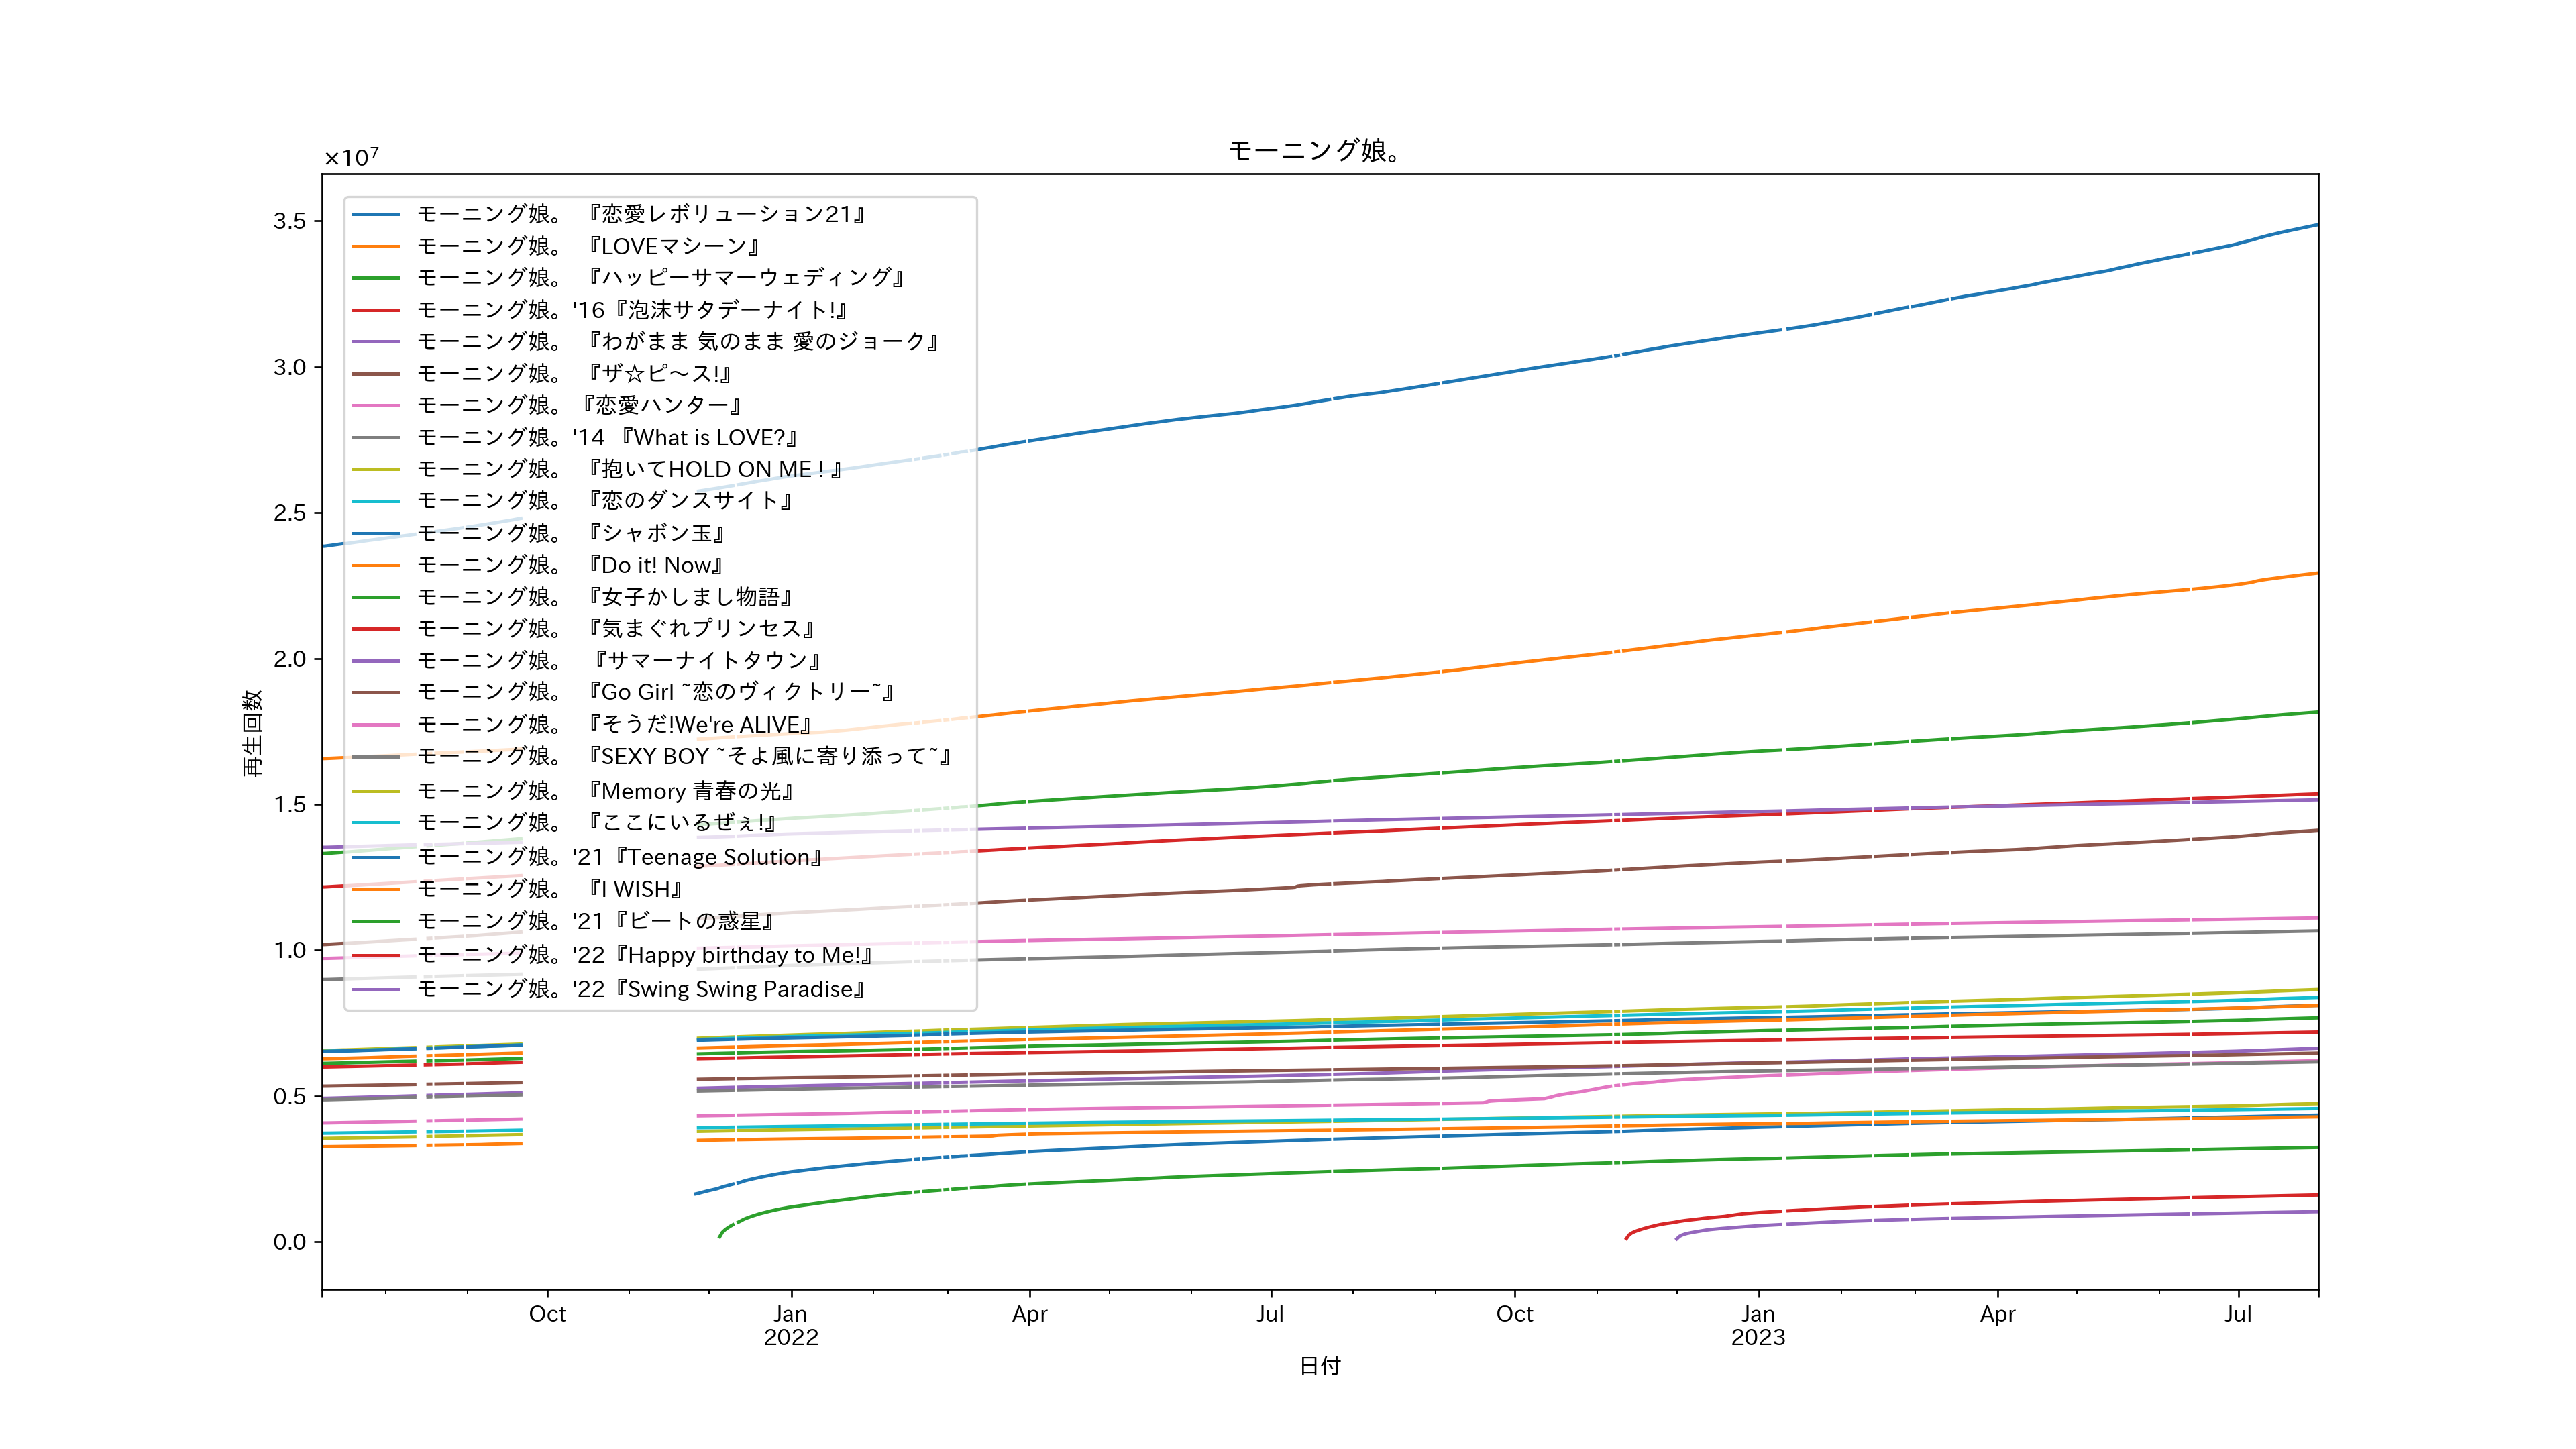 モーニング娘。
×10⁷
3.5
3.0
2.5
2.0
1.5
1.0
0.5
0.0
再生回数
モーニング娘。 『恋愛レボリューション21』
モーニング娘。 『LOVEマシーン』
モーニング娘。 『ハッピーサマーウェディング』
モーニング娘。'16『泡沫サタデーナイト!』
モーニング娘。 『わがまま 気のまま 愛のジョーク』
モーニング娘。 『ザ☆ピ～ス!』
モーニング娘。『恋愛ハンター』
モーニング娘。'14 『What is LOVE?』
モーニング娘。 『抱いてHOLD ON ME ! 』
モーニング娘。 『恋のダンスサイト』
モーニング娘。 『シャボン玉』
モーニング娘。 『Do it! Now』
モーニング娘。 『女子かしまし物語』
モーニング娘。 『気まぐれプリンセス』
モーニング娘。  『サマーナイトタウン』
モーニング娘。 『Go Girl ~恋のヴィクトリー~』
モーニング娘。 『そうだ!We're ALIVE』
モーニング娘。 『SEXY BOY ~そよ風に寄り添って~』
モーニング娘。 『Memory 青春の光』
モーニング娘。 『ここにいるぜぇ!』
モーニング娘。'21『Teenage Solution』
モーニング娘。 『I WISH』
モーニング娘。'21『ビートの惑星』
モーニング娘。'22『Happy birthday to Me!』
モーニング娘。'22『Swing Swing Paradise』
Oct Jan Apr Jul Oct Jan Apr Jul
2022 2023
日付